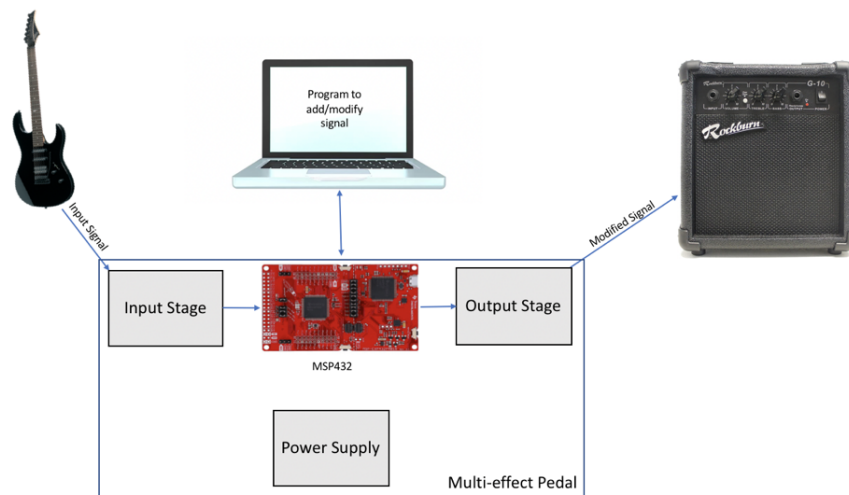 Program to
add/modify
signal
G-10
Rockburn
Input Signal
Modified Signal
Input Stage
Output Stage
MSP432
Power Supply
Multi-effect Pedal